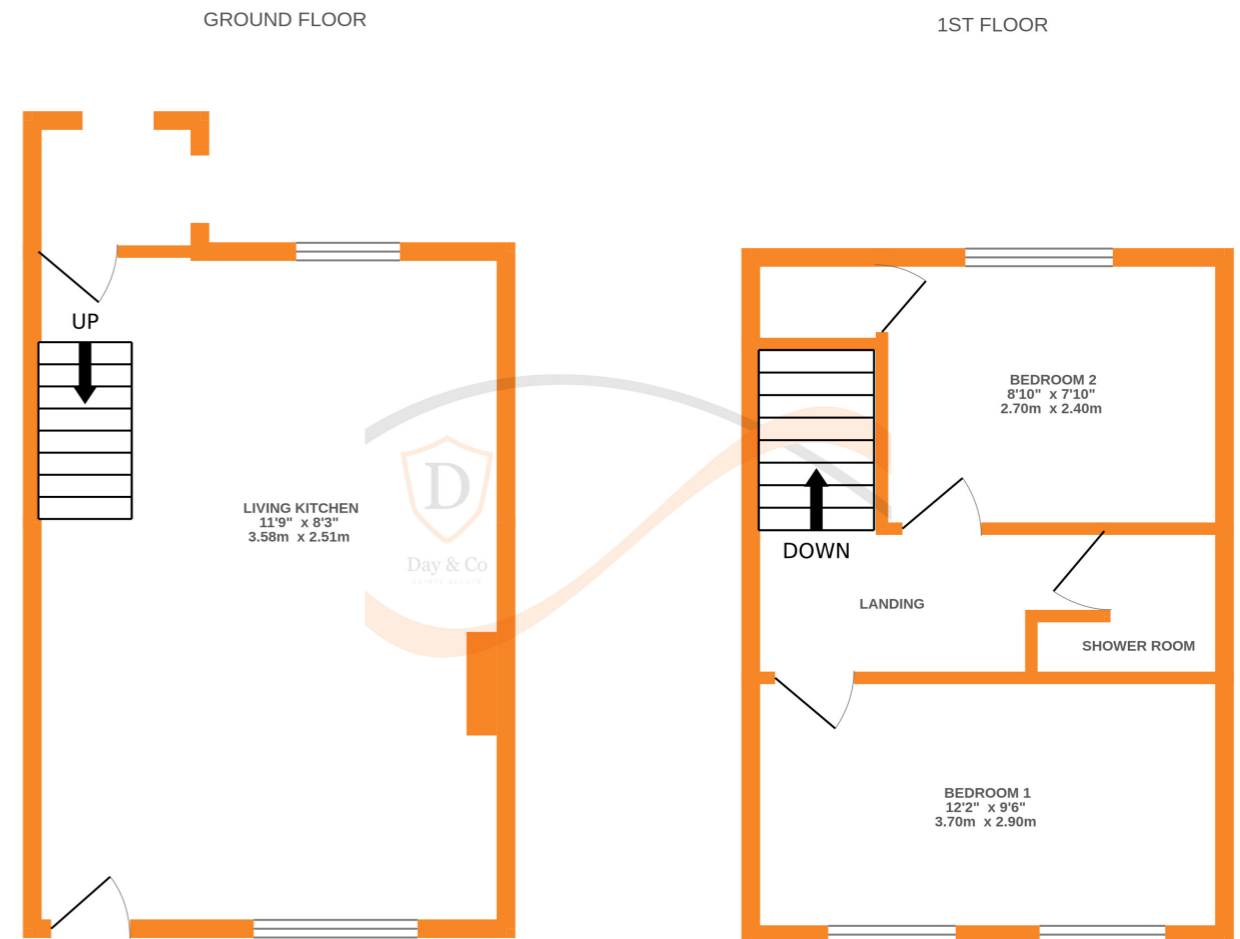 GROUND FLOOR
1ST FLOOR
UP
LIVING KITCHEN
11'9" x 8'3"
3.58m x 2.51m
D
Day & Co
ESTATE AGENTS
BEDROOM 2
8'10" x 7'10"
2.70m x 2.40m
DOWN
LANDING
SHOWER ROOM
BEDROOM 1
12'2" x 9'6"
3.70m x 2.90m